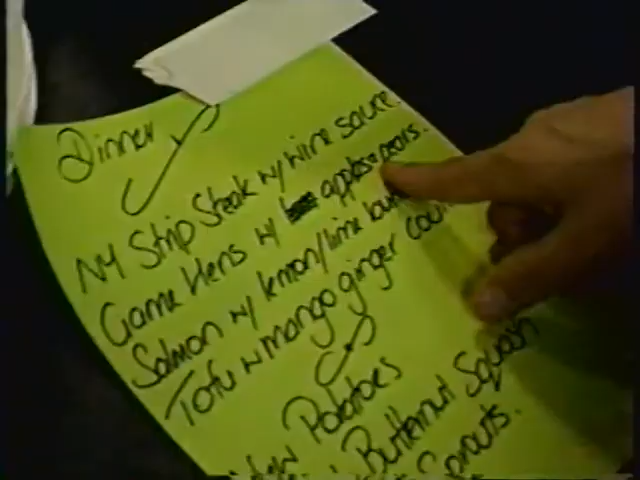 Dinner
NY Strip Steak w/ wine sauce.
Game Hens w/ apples & pears.
Salmon w/ lemon/lime
Tofu w mango ginger
New Potatoes
Butternut Squash
Sprouts.